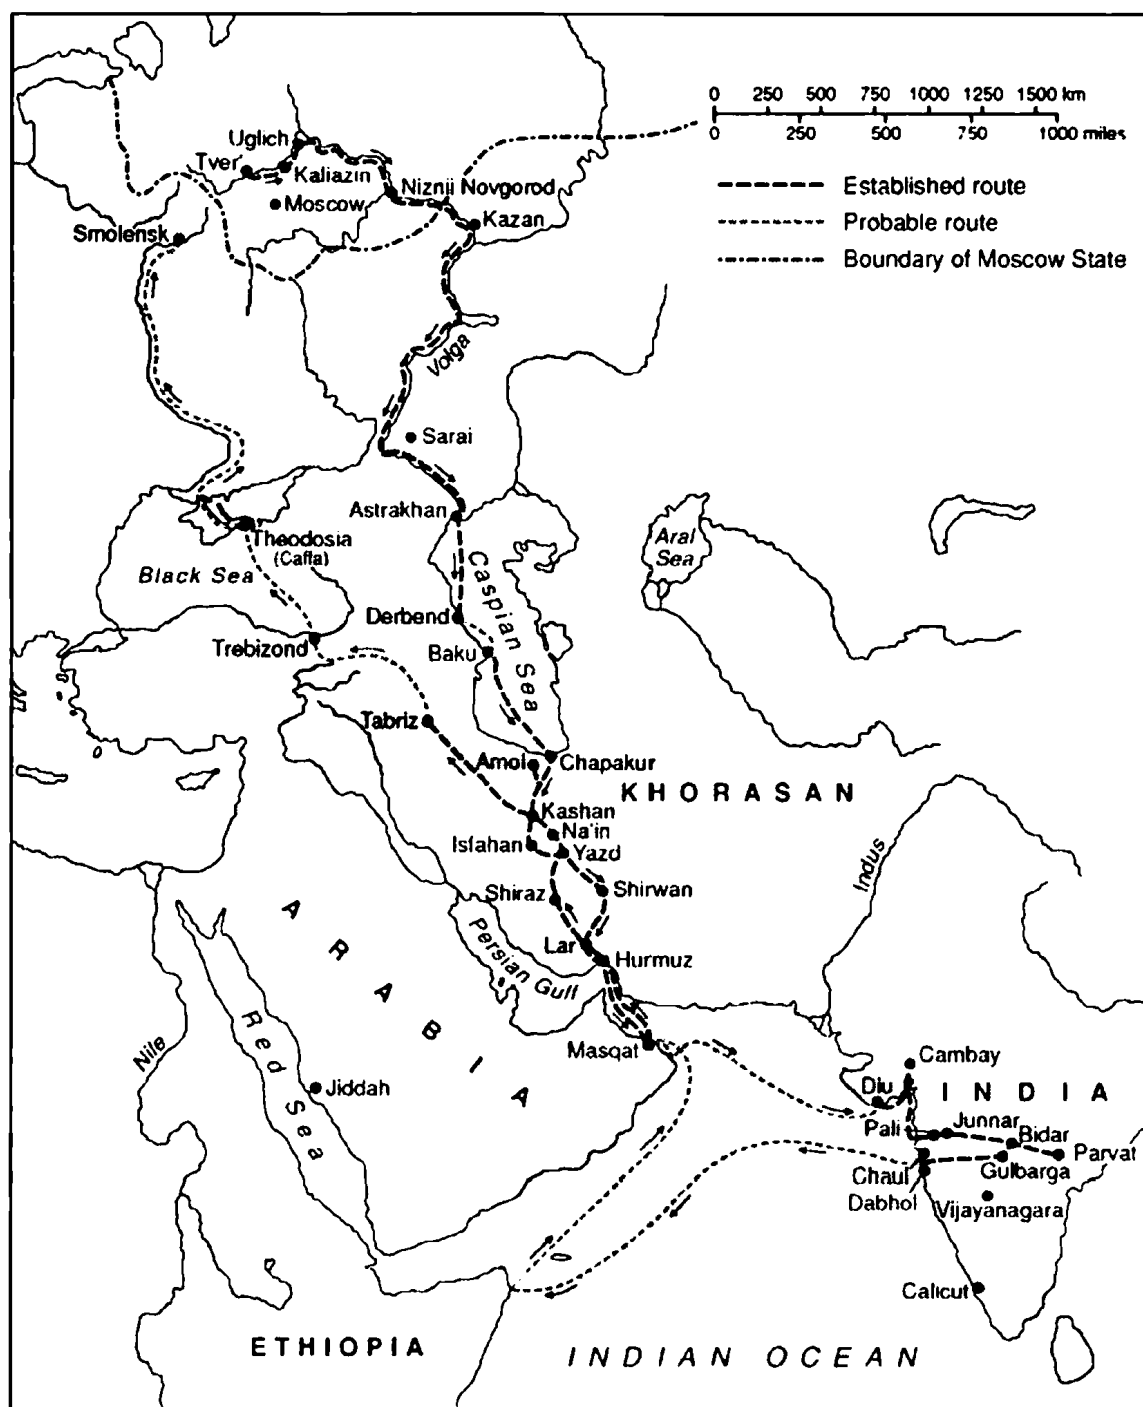 0 250 500 750 1000 1250 1500 km
0 250 500 750 1000 miles
Established route
Probable route
Boundary of Moscow State
Uglich
Tver
Kaliazin
Moscow
Niznij Novgorod
Kazan
Smolensk
Volga
Sarai
Astrakhan
Theodosia
(Caffa)
Black Sea
Aral
Sea
Caspian Sea
Derbend
Trebizond
Baku
Tabriz
Amol
Chapakur
KHORASAN
Kashan
Na'in
Isfahan
Yazd
Indus
Shiraz
Shirwan
ARABIA
Lar
Hurmuz
Persian Gulf
Masqat
Nile
Red Sea
Jiddah
Cambay
Diu
INDIA
Pali
Junnar
Bidar
Parvat
Chaul
Gulbarga
Dabhol
Vijayanagara
Calicut
ETHIOPIA
INDIAN OCEAN